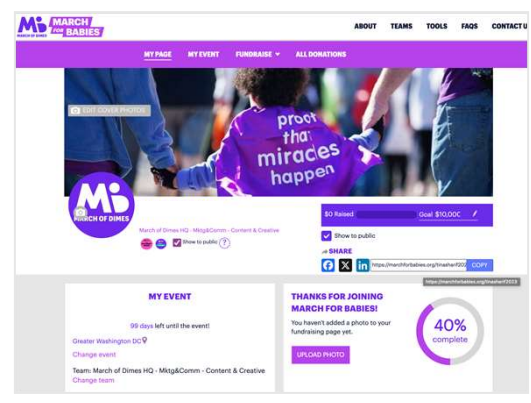 MARCH
FOR BABIES
MARCH OF DIMES
ABOUT TEAMS TOOLS FAQS CONTACT U
MY PAGE MY EVENT FUNDRAISE ALL DONATIONS
EDIT COVER PHOTOS
proof
that
miracles
happen
MARCH OF DIMES
$0 Raised Goal $10,000
March of Dimes HQ - Mktg&Comm - Content & Creative
Show to public ?
Show to public
SHARE
COPY
MY EVENT
99 days left until the event!
Greater Washington DC
Change event
Team: March of Dimes HQ - Mktg&Comm - Content & Creative
Change team
THANKS FOR JOINING
MARCH FOR BABIES!
You haven't added a photo to your
fundraising page yet.
UPLOAD PHOTO
40%
complete